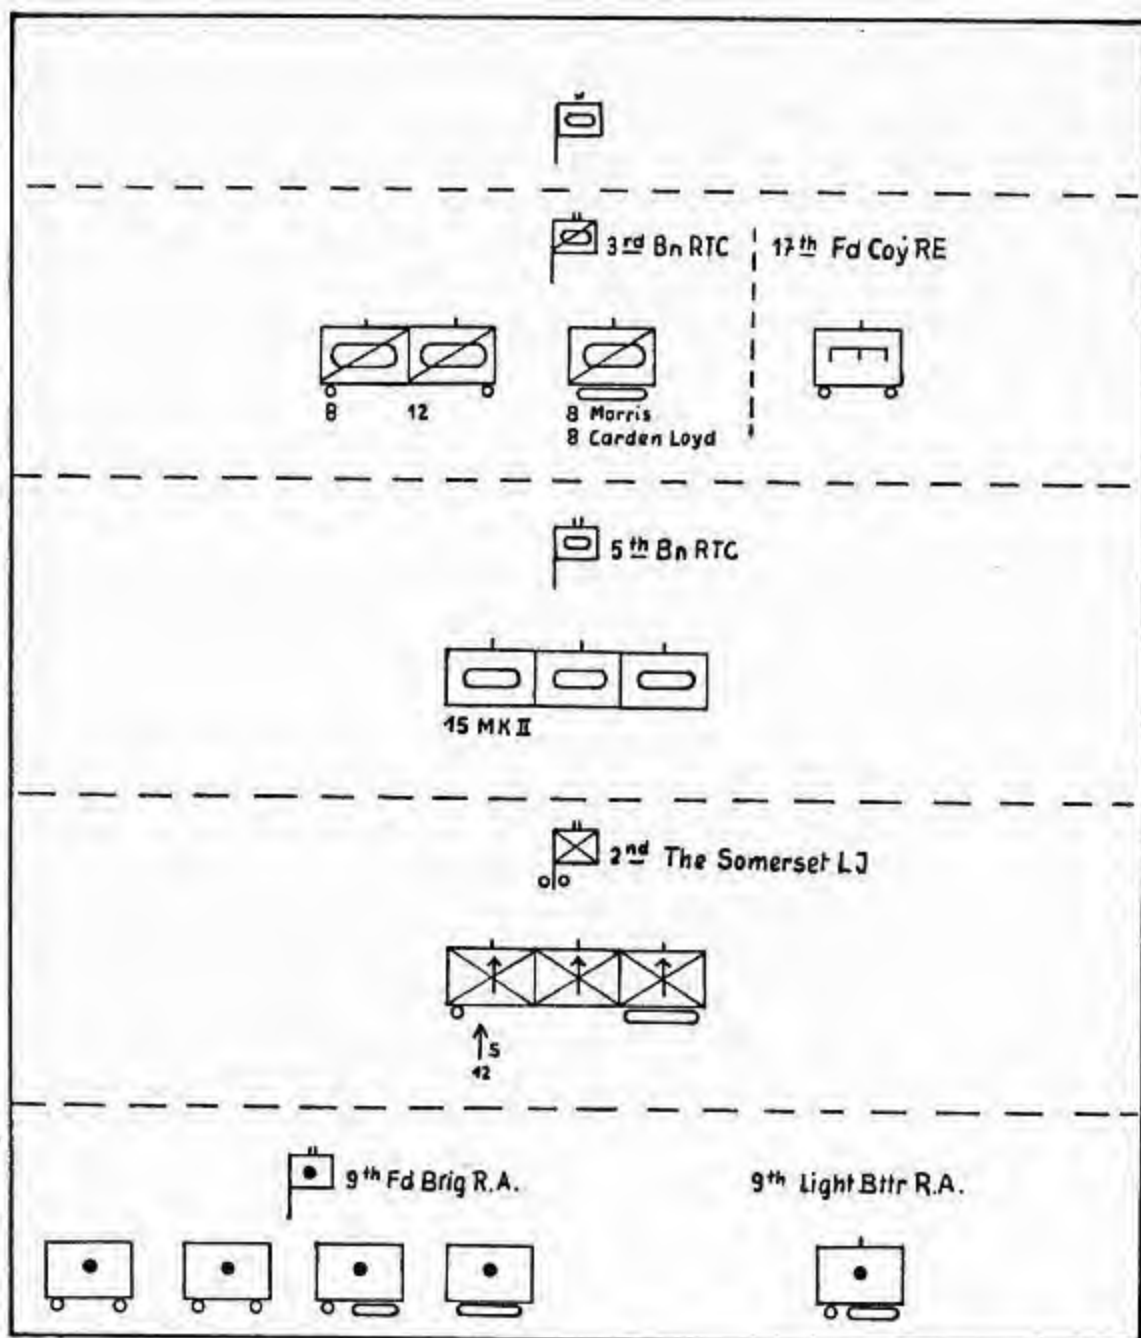 3rd Bn RTC
17th Fd Coy RE
8 12
8 Morris
8 Carden Loyd
5th Bn RTC
15 MK II
2nd The Somerset LJ
S
12
9th Fd Brig R.A.
9th Light Bttr R.A.